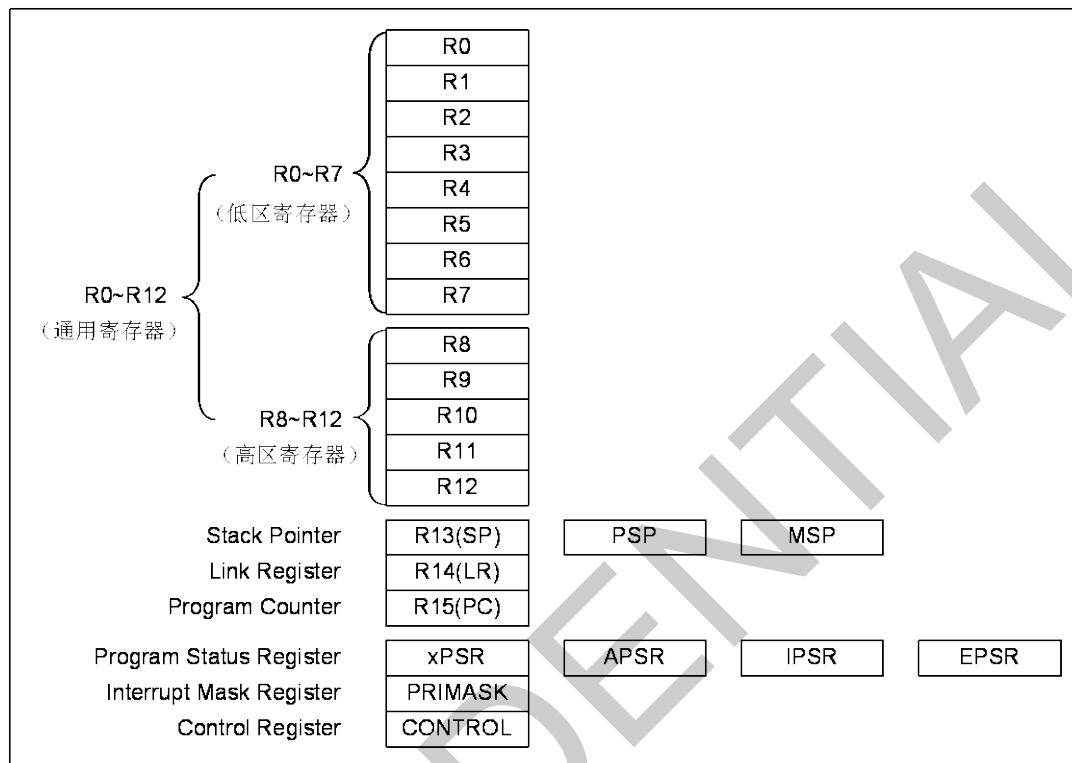 R0
R1
R2
R3
R0~R7
R4
（低区寄存器）
R5
R6
R0~R12
R7
（通用寄存器）
R8
R9
R8~R12
R10
（高区寄存器）
R11
R12
Stack Pointer R13(SP) PSP MSP
Link Register R14(LR)
Program Counter R15(PC)
Program Status Register xPSR APSR IPSR EPSR
Interrupt Mask Register PRIMASK
Control Register CONTROL
DENTIAL